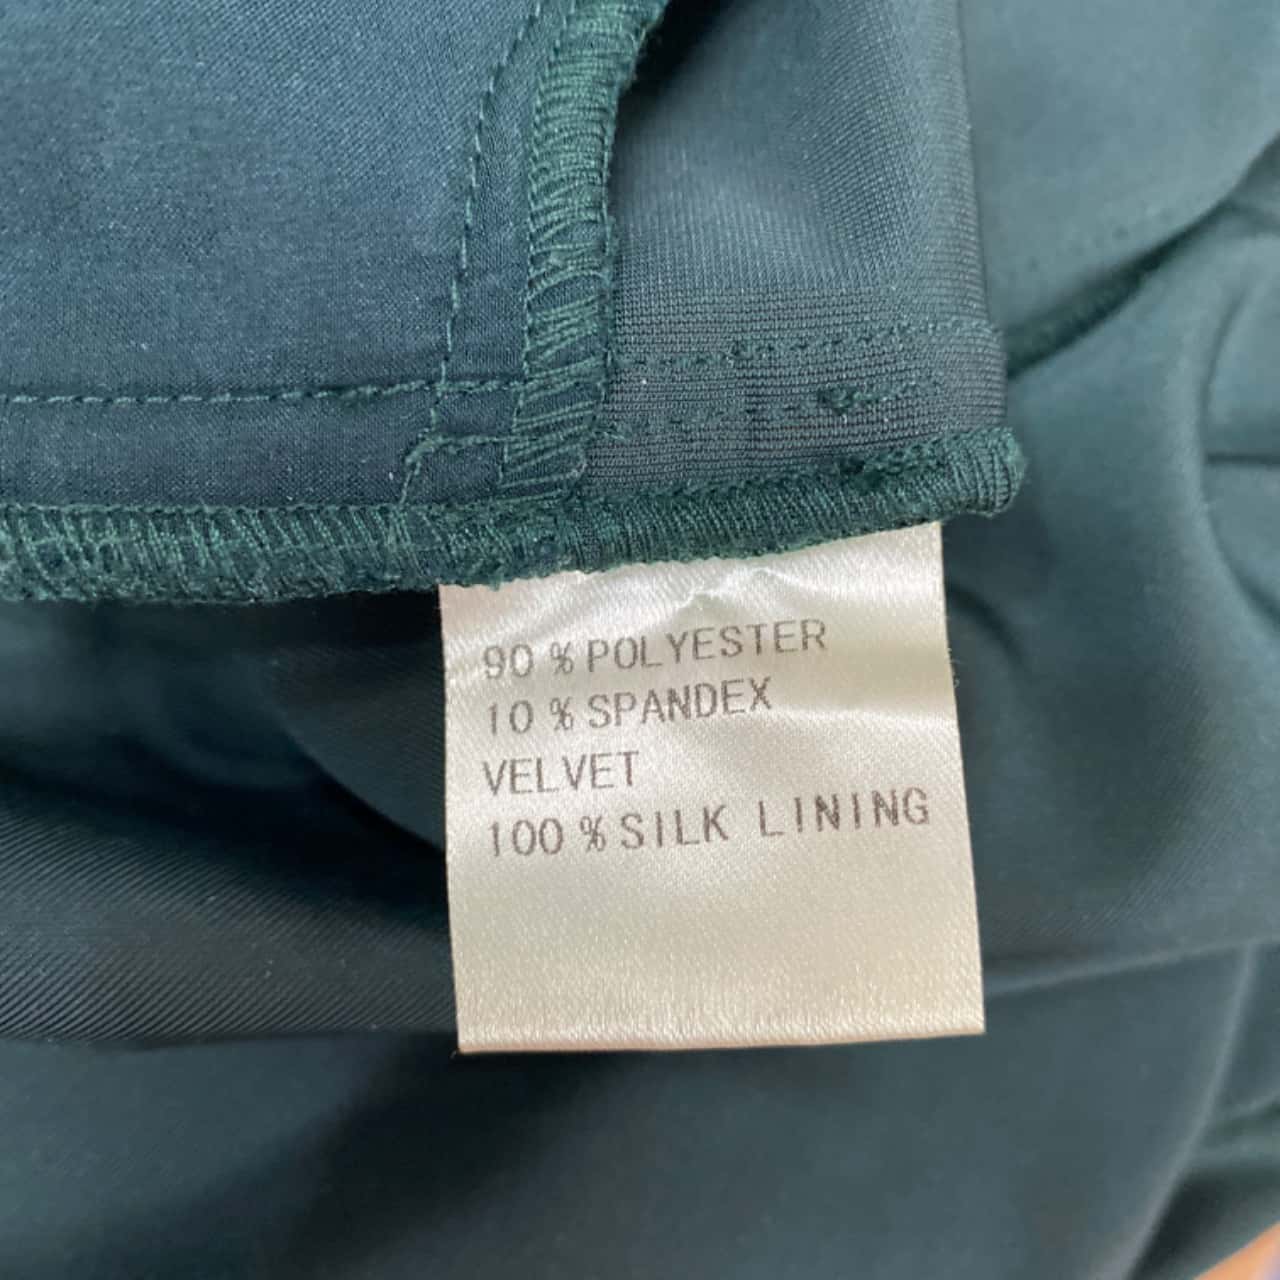 90 % POLYESTER
10 % SPANDEX
VELVET
100 % SILK LINING